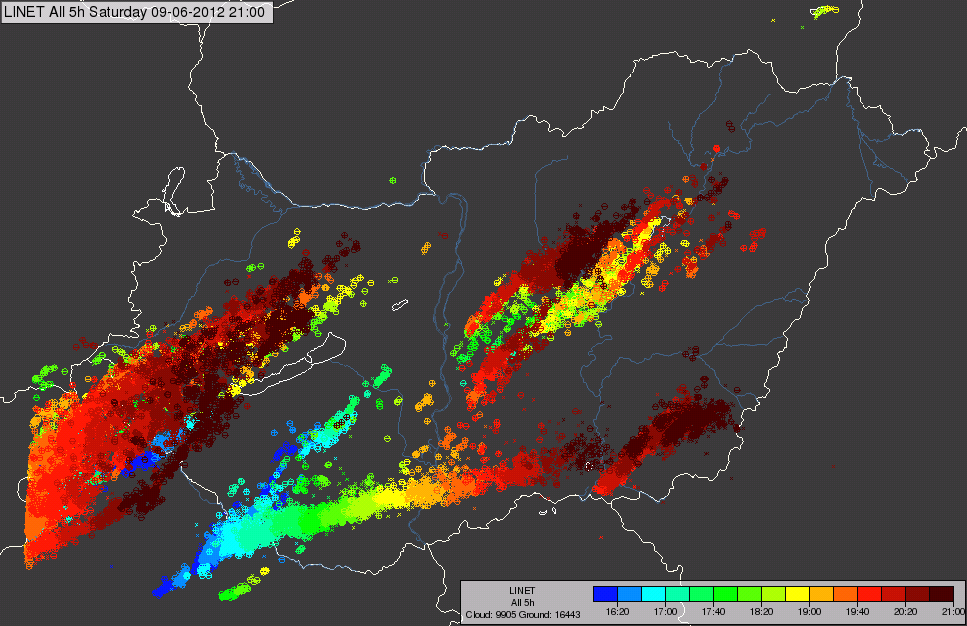 LINET All 5h Saturday 09-06-2012 21:00
LINET
All 5h
Cloud: 9905 Ground: 16443
16:20 17:00 17:40 18:20 19:00 19:40 20:20 21:00